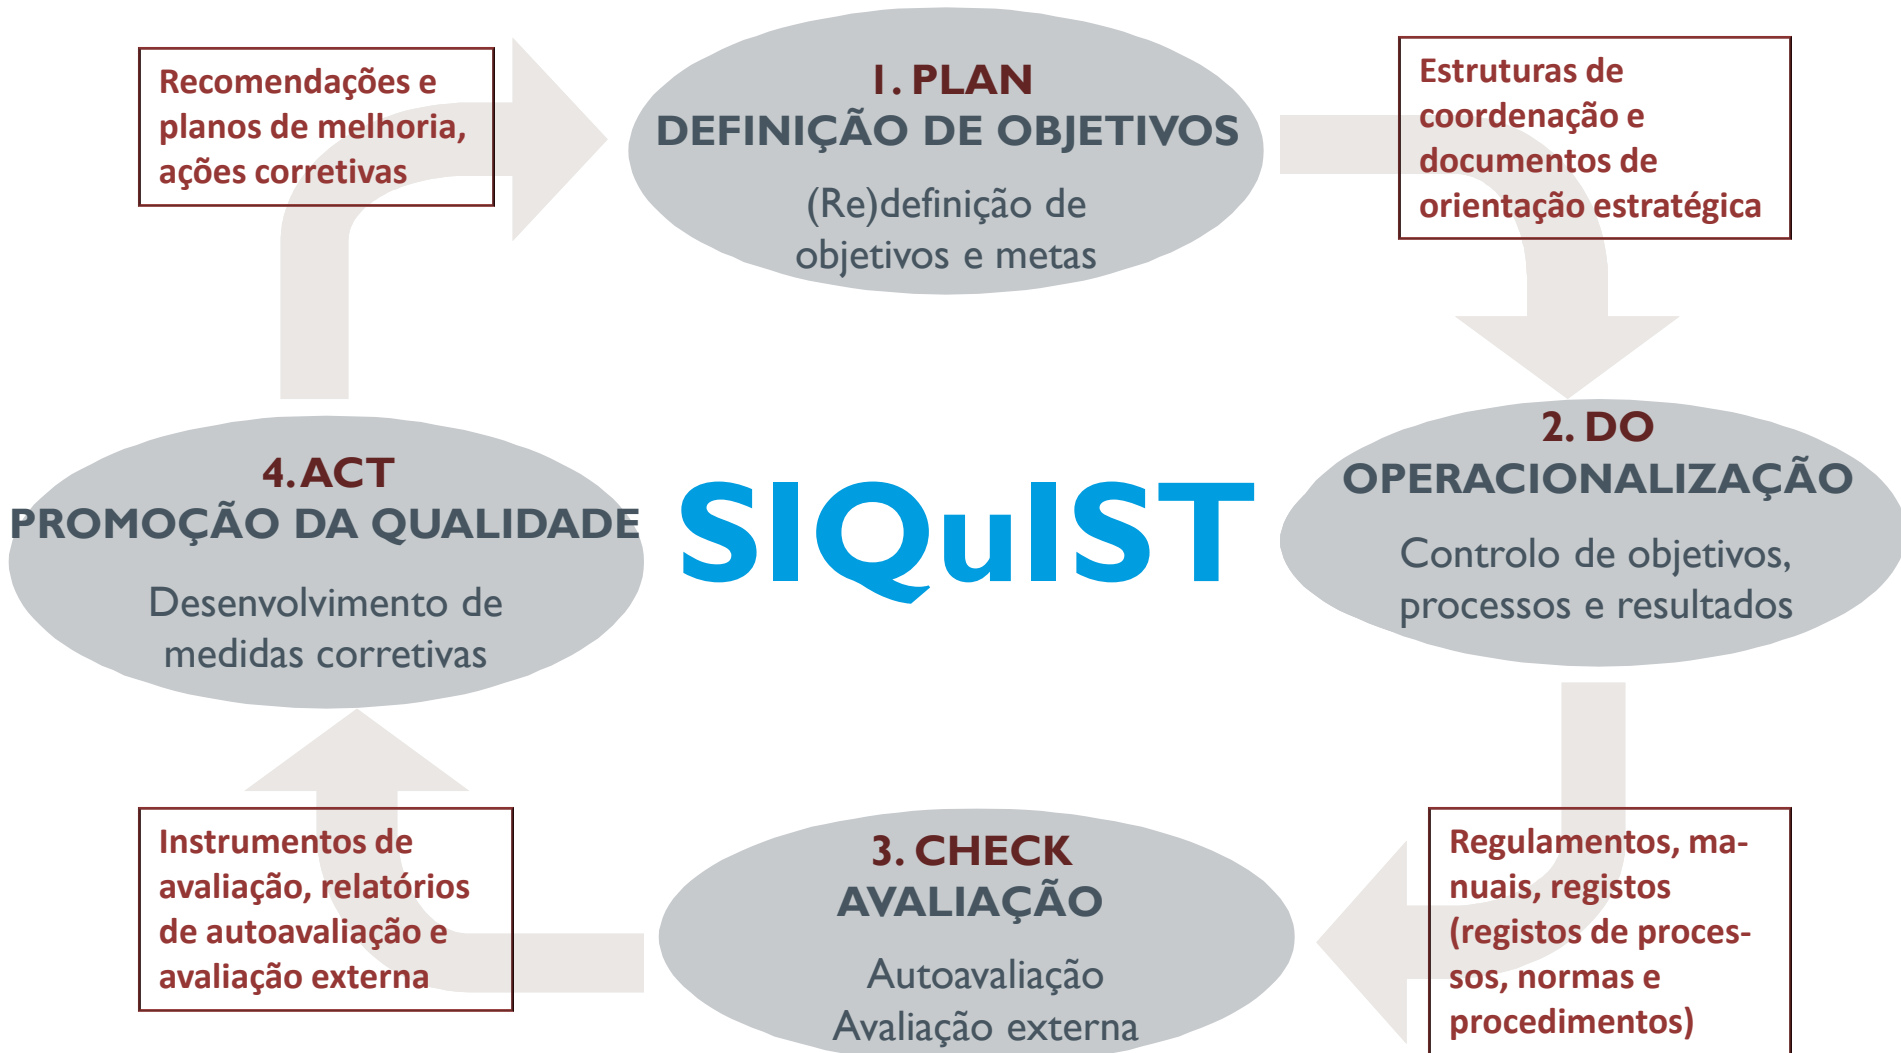 Recomendações e
planos de melhoria,
ações corretivas
1. PLAN
DEFINIÇÃO DE OBJETIVOS
(Re)definição de
objetivos e metas
Estruturas de
coordenação e
documentos de
orientação estratégica
4. ACT
PROMOÇÃO DA QUALIDADE
Desenvolvimento de
medidas corretivas
SIQuIST
2. DO
OPERACIONALIZAÇÃO
Controlo de objetivos,
processos e resultados
Instrumentos de
avaliação, relatórios
de autoavaliação e
avaliação externa
3. CHECK
AVALIAÇÃO
Autoavaliação
Avaliação externa
Regulamentos, ma-
nuais, registos
(registos de proces-
sos, normas e
procedimentos)